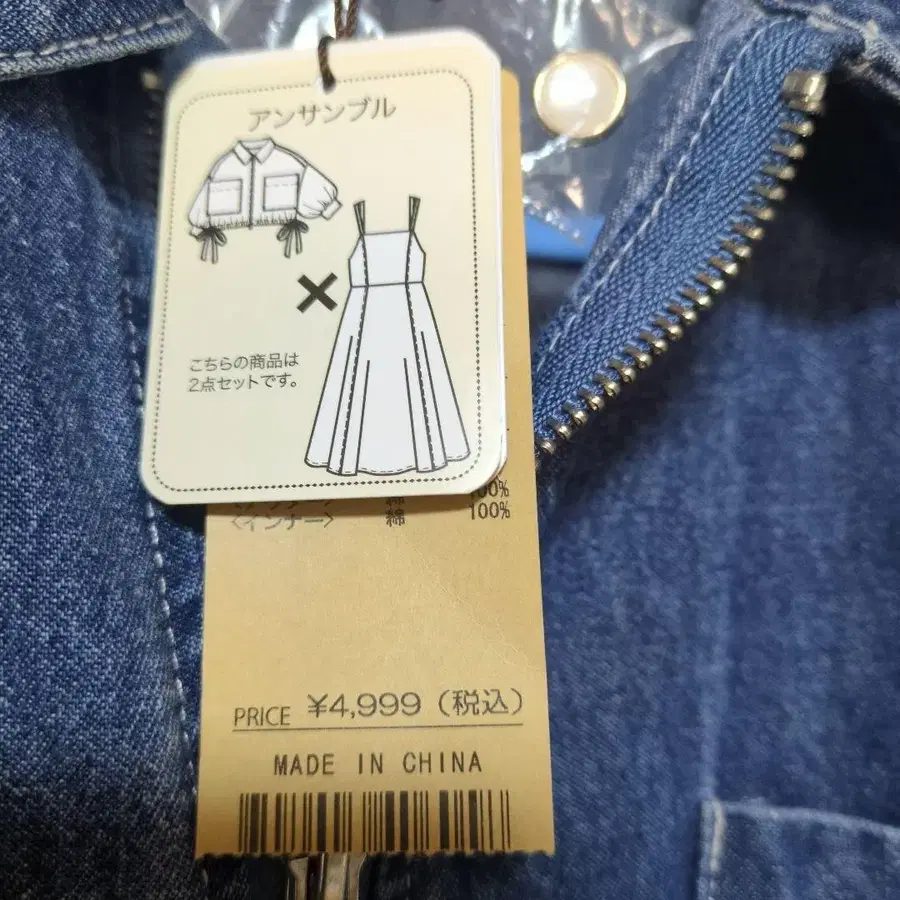 アンサンブル
こちらの商品は
2点セットです。
100%
〈インナー〉 綿 100%
PRICE ¥4,999（税込）
MADE IN CHINA